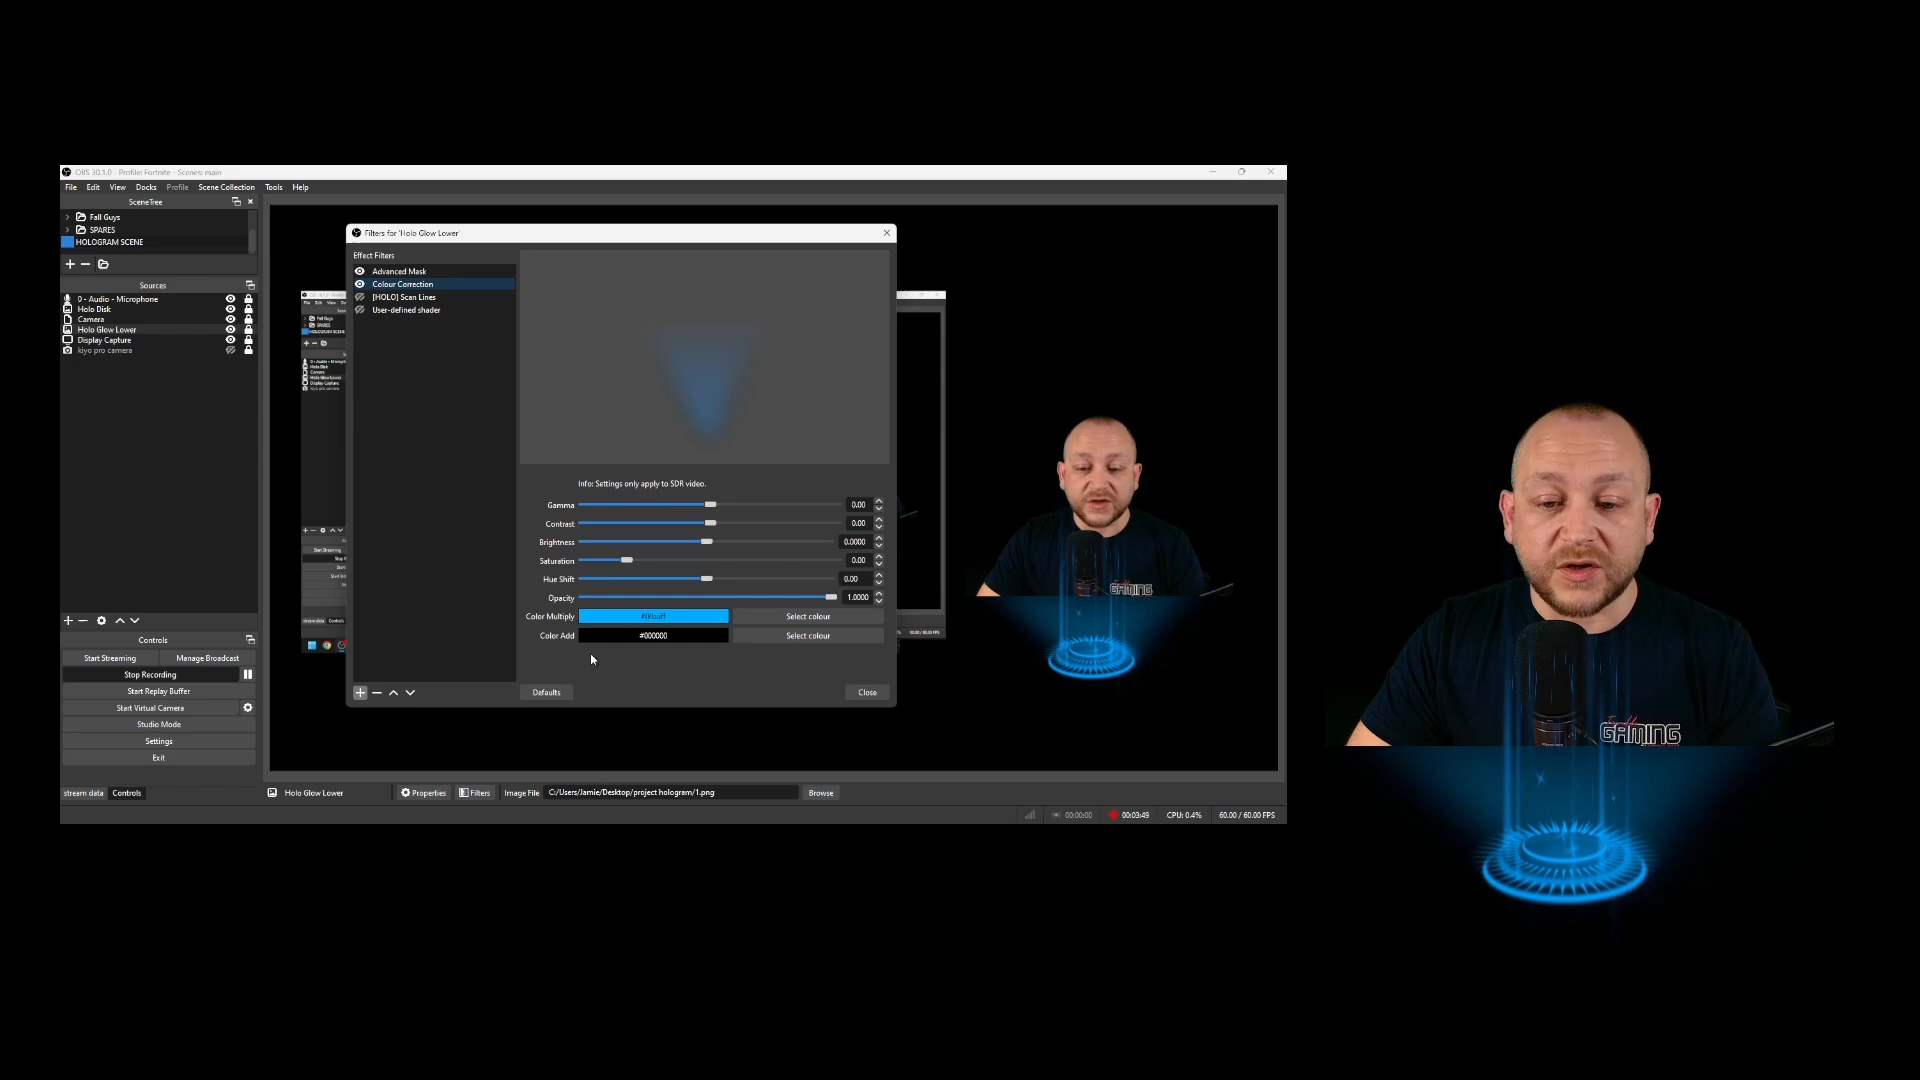 OBS 30.1.0 - Profile: Fortnite - Scenes: main
File Edit View Docks Profile Scene Collection Tools Help
SceneTree
Fall Guys
SPARES
HOLOGRAM SCENE
Sources
0 - Audio - Microphone
Holo Disk
Camera
Holo Glow Lower
Display Capture
kiyo pro camera
Controls
Start Streaming
Manage Broadcast
Stop Recording
Start Replay Buffer
Start Virtual Camera
Studio Mode
Settings
Exit
stream data
Controls
Filters for 'Holo Glow Lower'
Effect Filters
Advanced Mask
Colour Correction
[HOLO] Scan Lines
User-defined shader
Info: Settings only apply to SDR video.
Gamma 0.00
Contrast 0.00
Brightness 0.0000
Saturation 0.00
Hue Shift 0.00
Opacity 1.0000
Color Multiply #00aaff Select colour
Color Add #000000 Select colour
Defaults
Close
GAMING
GAMING
Holo Glow Lower
Properties
Filters
Image File C:/Users/Jamie/Desktop/project hologram/1.png
Browse
00:00:00
00:03:49
CPU: 0.4%
60.00 / 60.00 FPS